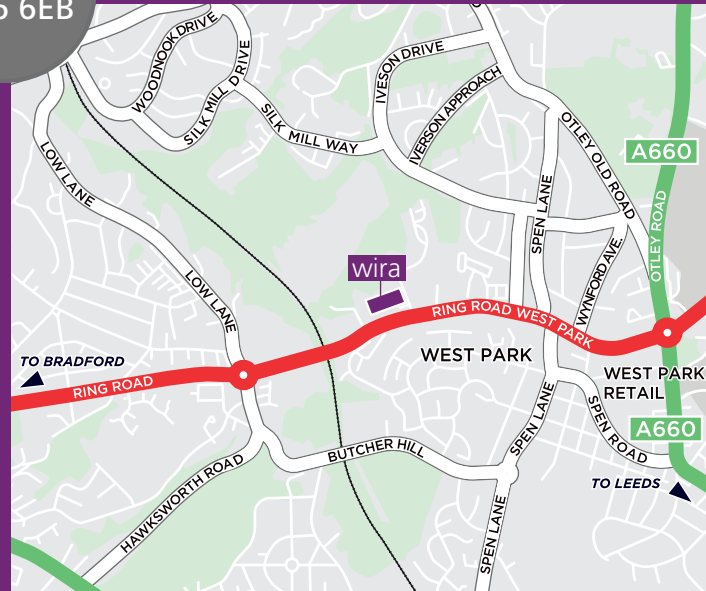 6EB
WOODNOOK DRIVE
SILK MILL DRIVE
IVESON DRIVE
IVERSON APPROACH
SILK MILL WAY
OTLEY OLD ROAD
A660
LOW LANE
SPEN LANE
OTLEY ROAD
WYNFORD AVE.
wira
LOW LANE
RING ROAD WEST PARK
WEST PARK
TO BRADFORD
RING ROAD
WEST PARK
RETAIL
SPEN LANE
SPEN ROAD
A660
BUTCHER HILL
HAWKSWORTH ROAD
TO LEEDS
SPEN LANE